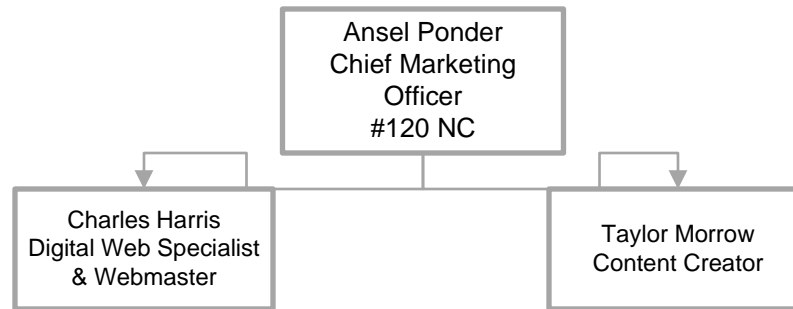 Ansel Ponder
Chief Marketing
Officer
#120 NC
Charles Harris
Digital Web Specialist
& Webmaster
Taylor Morrow
Content Creator